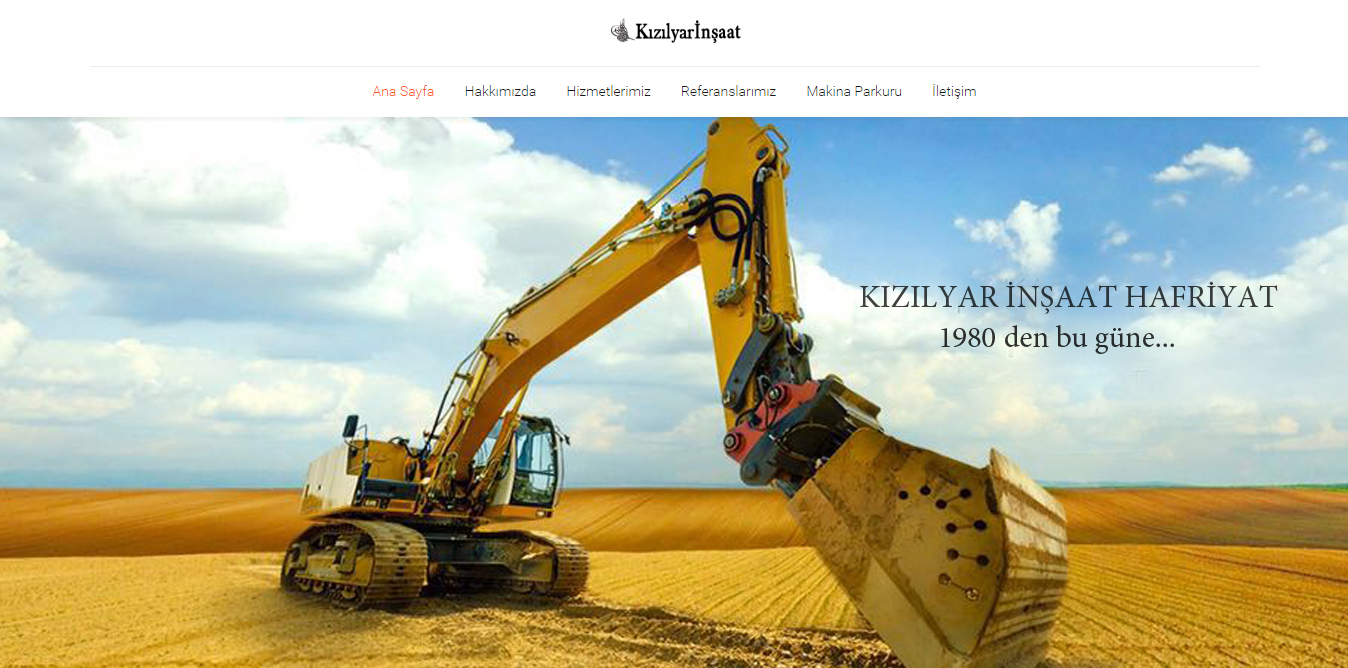 Kızılyarİnşaat
Ana Sayfa Hakkımızda Hizmetlerimiz Referanslarımız Makina Parkuru İletişim
KIZILYAR İNŞAAT HAFRİYAT
1980 den bu güne...